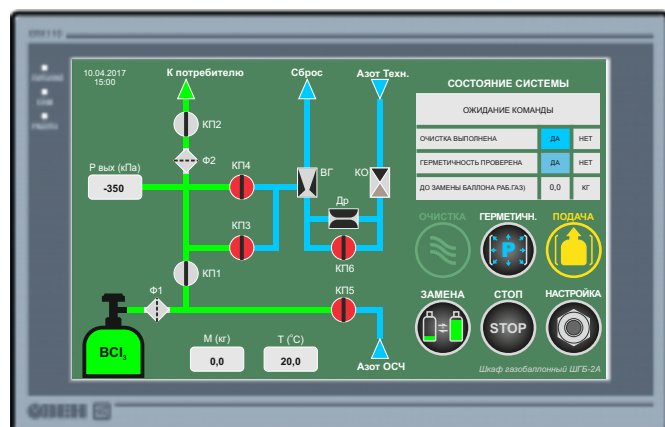 10.04.2017
15:00
К потребителю
Сброс
Азот Техн.
СОСТОЯНИЕ СИСТЕМЫ
ОЖИДАНИЕ КОМАНДЫ
ОЧИСТКА ВЫПОЛНЕНА ДА НЕТ
ГЕРМЕТИЧНОСТЬ ПРОВЕРЕНА ДА НЕТ
ДО ЗАМЕНЫ БАЛЛОНА РАБ.ГАЗ) 0,0 КГ
КП2
Ф2
Р вых (кПа)
-350
КП4
ВГ
КО
Др
КП3
КП6
КП1
Ф1
КП5
BCl₃
М (кг)
0,0
Т (°С)
20,0
Азот ОСЧ
ОЧИСТКА
ГЕРМЕТИЧН.
ПОДАЧА
P
ЗАМЕНА
СТОП
НАСТРОЙКА
STOP
Шкаф газобаллонный ШГБ-2А
ОВЕН